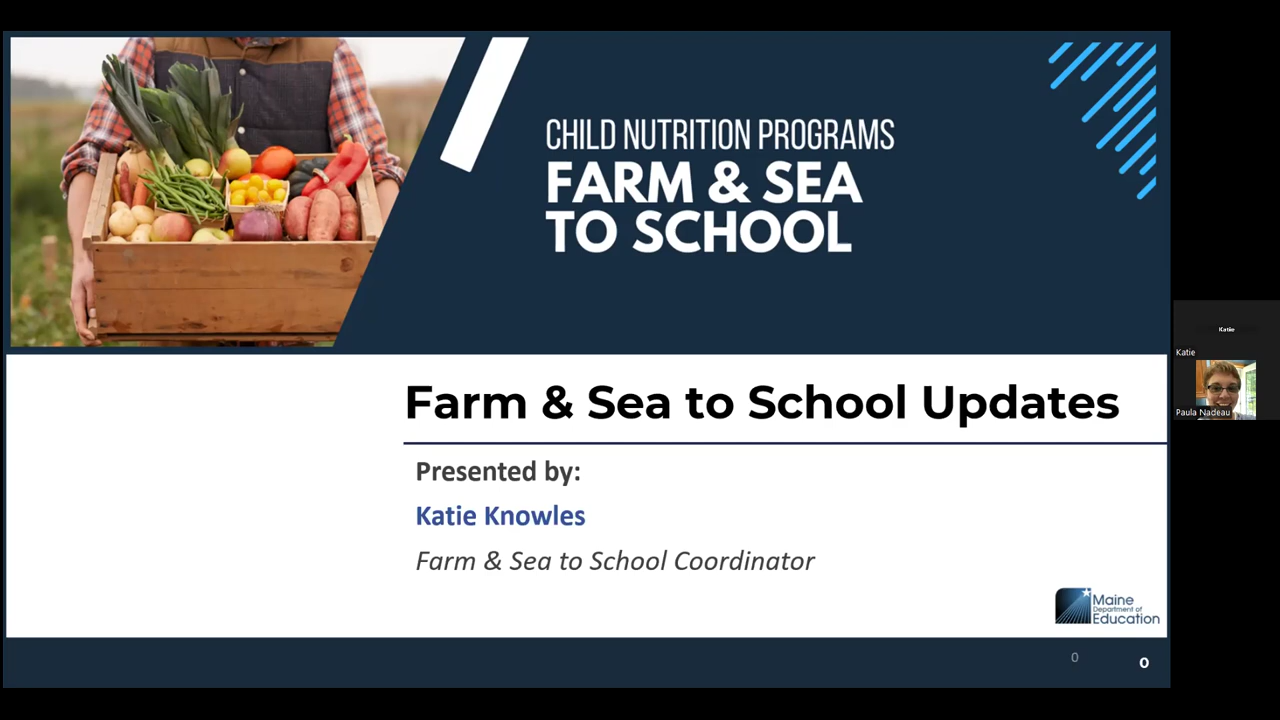 CHILD NUTRITION PROGRAMS
FARM & SEA
TO SCHOOL
Farm & Sea to School Updates
Presented by:
Katie Knowles
Farm & Sea to School Coordinator
Maine
Department of
Education
0
0
Katie
Katie
Paula Nadeau